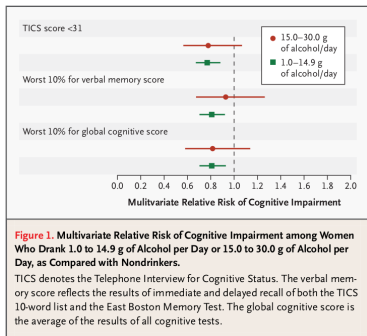 TICS score <31
15.0–30.0 g
of alcohol/day
1.0–14.9 g
of alcohol/day
Worst 10% for verbal memory score
Worst 10% for global cognitive score
0.0 0.2 0.4 0.6 0.8 1.0 1.2 1.4 1.6 1.8 2.0
Mulitvariate Relative Risk of Cognitive Impairment
Figure 1. Multivariate Relative Risk of Cognitive Impairment among Women
Who Drank 1.0 to 14.9 g of Alcohol per Day or 15.0 to 30.0 g of Alcohol per
Day, as Compared with Nondrinkers.
TICS denotes the Telephone Interview for Cognitive Status. The verbal mem-
ory score reflects the results of immediate and delayed recall of both the TICS
10-word list and the East Boston Memory Test. The global cognitive score is
the average of the results of all cognitive tests.